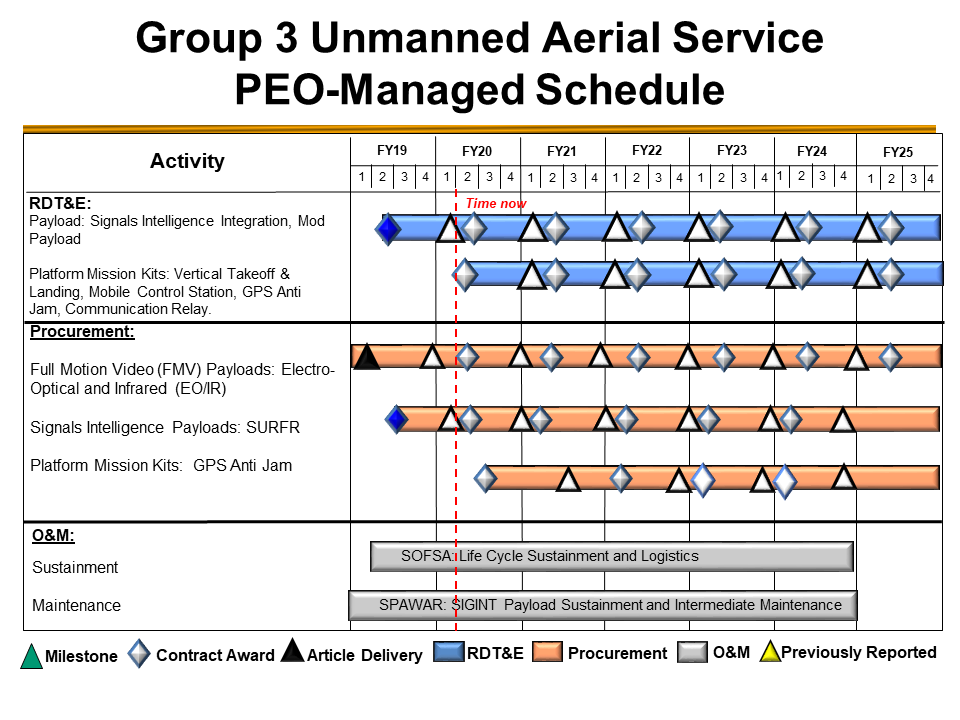 Group 3 Unmanned Aerial Service
PEO-Managed Schedule
Activity
FY19 FY20 FY21 FY22 FY23 FY24 FY25
1 2 3 4 1 2 3 4 1 2 3 4 1 2 3 4 1 2 3 4 1 2 3 4 1 2 3 4
RDT&E:
Time now
Payload: Signals Intelligence Integration, Mod
Payload
Platform Mission Kits: Vertical Takeoff &
Landing, Mobile Control Station, GPS Anti
Jam, Communication Relay.
Procurement:
Full Motion Video (FMV) Payloads: Electro-
Optical and Infrared (EO/IR)
Signals Intelligence Payloads: SURFR
Platform Mission Kits: GPS Anti Jam
O&M:
SOFSA: Life Cycle Sustainment and Logistics
Sustainment
Maintenance
SPAWAR: SIGINT Payload Sustainment and Intermediate Maintenance
Milestone Contract Award Article Delivery RDT&E Procurement O&M Previously Reported